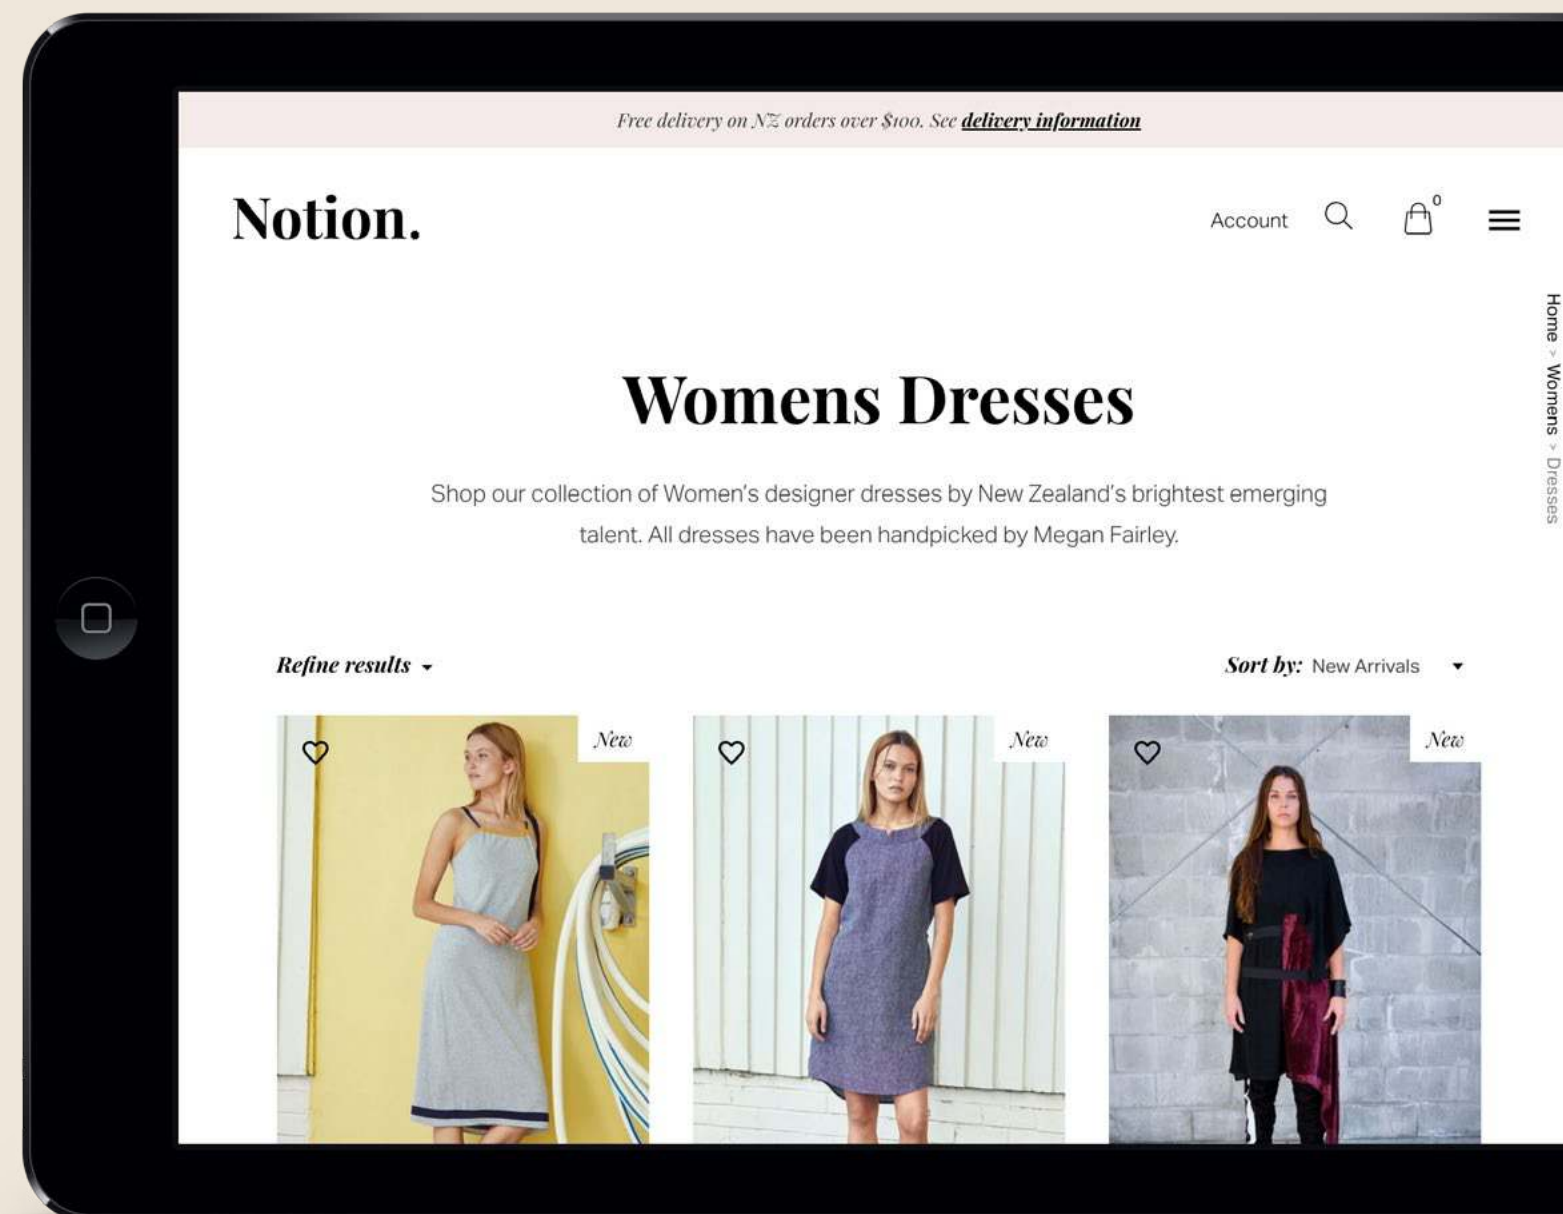 Free delivery on NZ orders over $100. See delivery information
Notion.
Account
0
Home > Womens > Dresses
Womens Dresses
Shop our collection of Women's designer dresses by New Zealand's brightest emerging
talent. All dresses have been handpicked by Megan Fairley.
Refine results
Sort by: New Arrivals
New
New
New